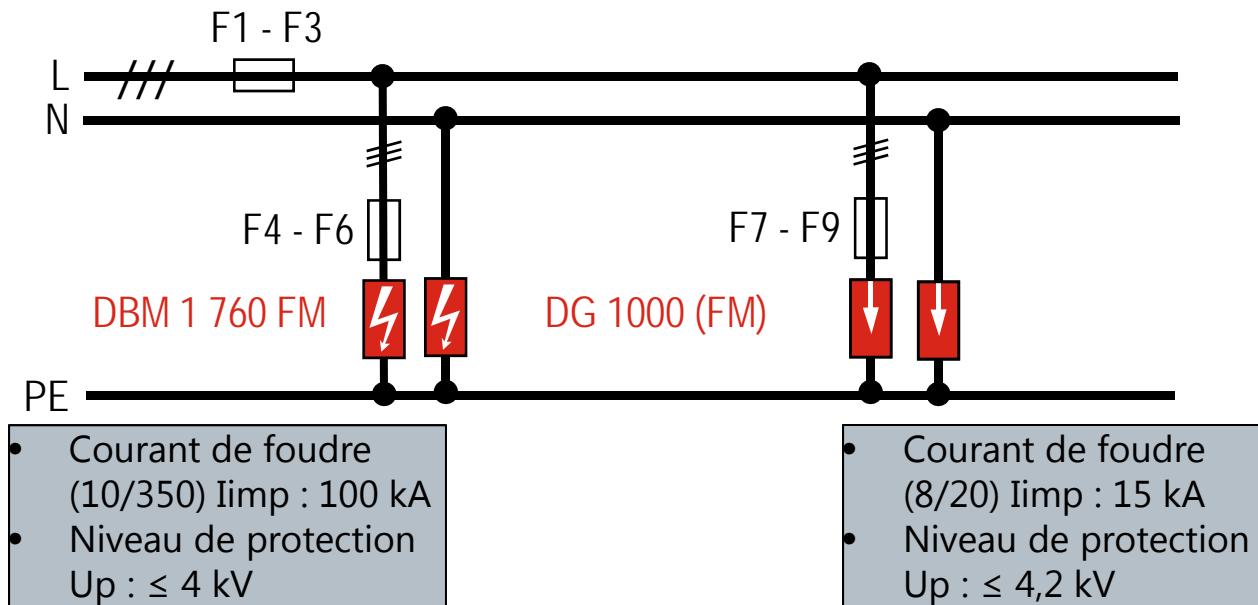 F1 - F3
L
N
F4 - F6
F7 - F9
DBM 1 760 FM
DG 1000 (FM)
PE
• Courant de foudre
(10/350) Iimp : 100 kA
• Niveau de protection
Up : ≤ 4 kV
• Courant de foudre
(8/20) Iimp : 15 kA
• Niveau de protection
Up : ≤ 4,2 kV